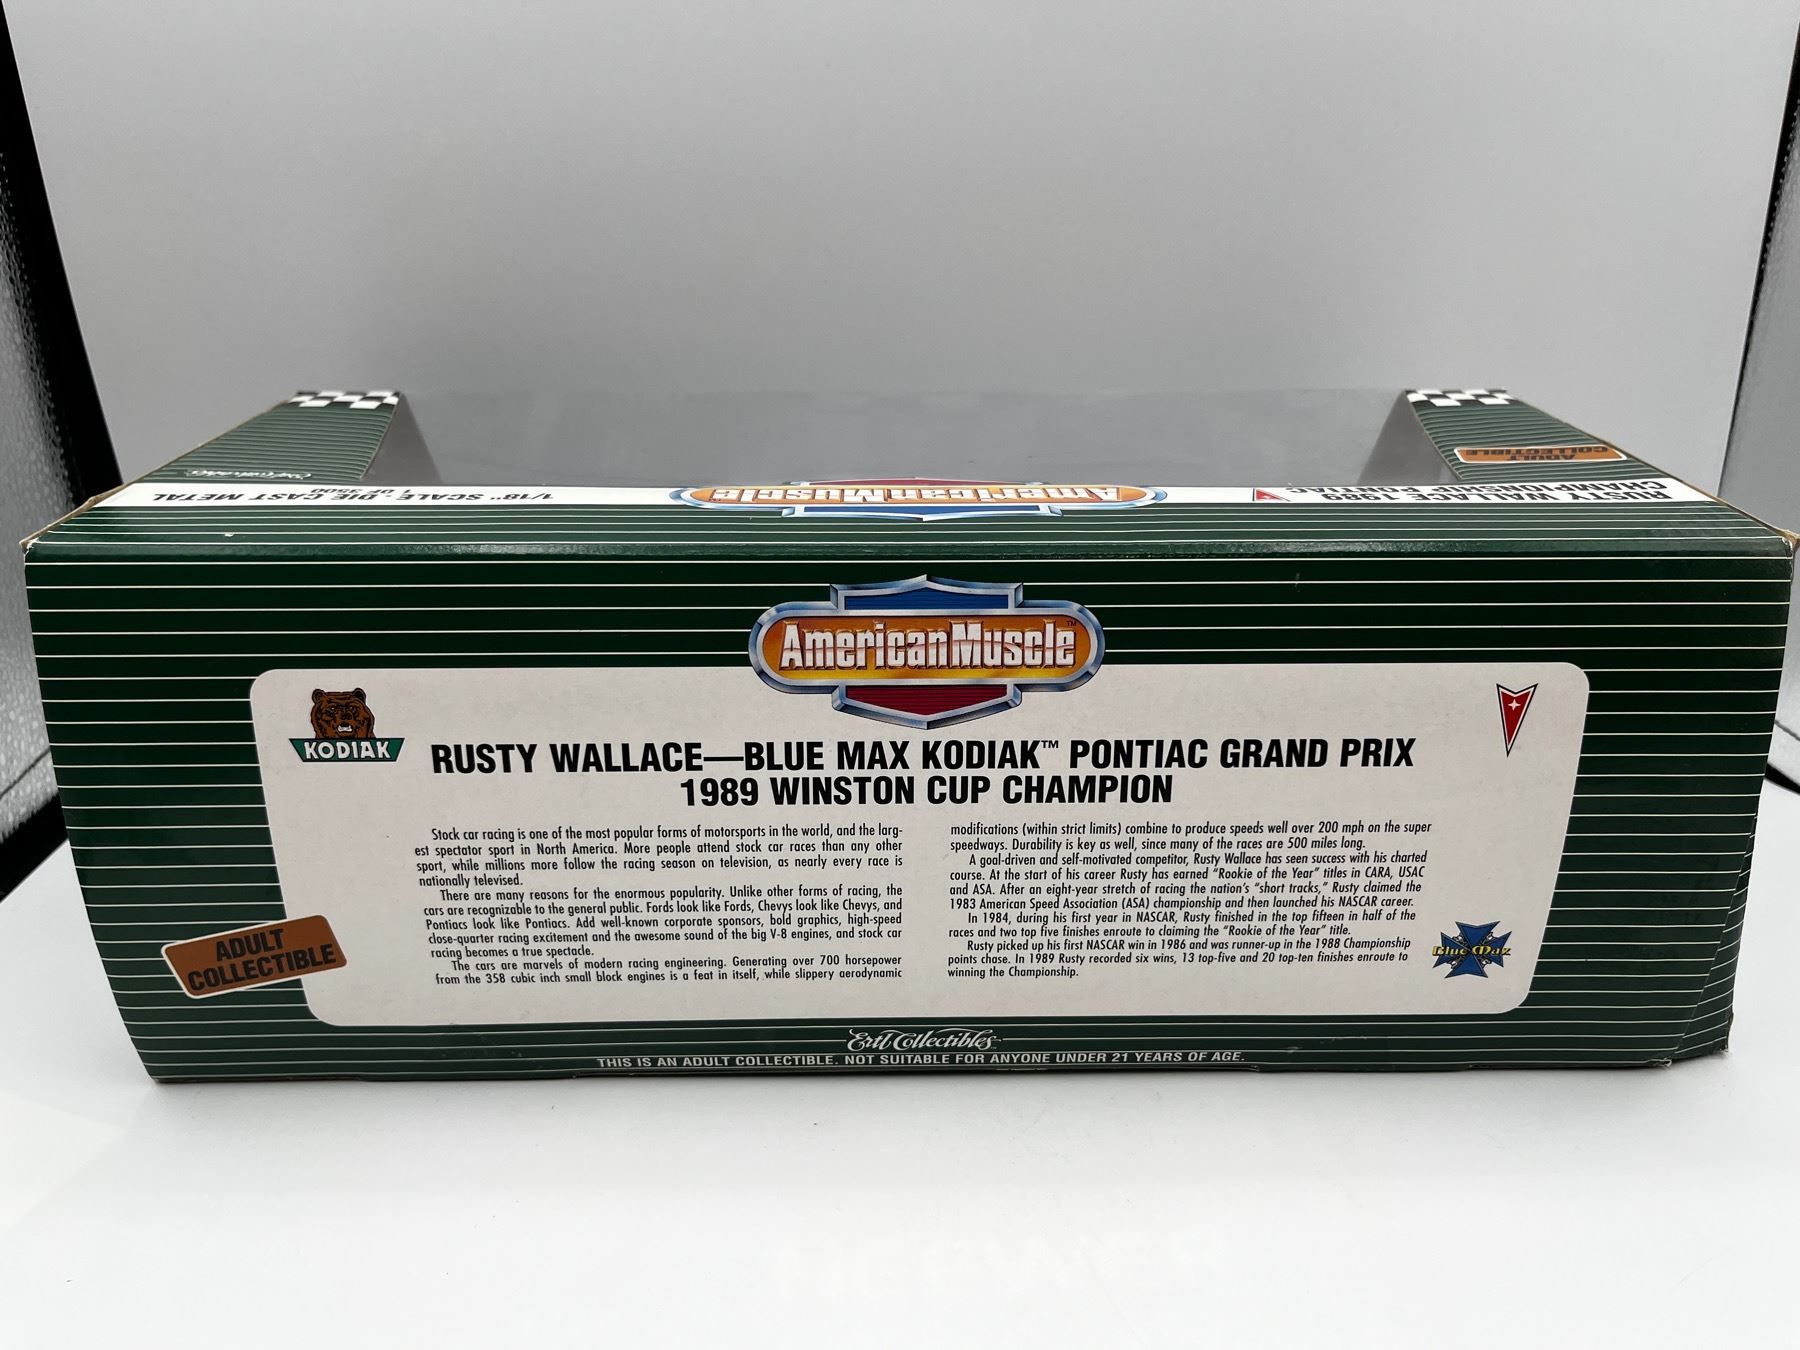 ADULT
COLLECTIBLE
1/18" SCALE - DIE CAST METAL
1 OF 3500
AmericanMuscle
RUSTY WALLACE 1989
CHAMPIONSHIP PONTIAC
AmericanMuscle™
KODIAK
RUSTY WALLACE—BLUE MAX KODIAK™ PONTIAC GRAND PRIX
1989 WINSTON CUP CHAMPION
Stock car racing is one of the most popular forms of motorsports in the world, and the larg-
est spectator sport in North America. More people attend stock car races than any other
sport, while millions more follow the racing season on television, as nearly every race is
nationally televised.
There are many reasons for the enormous popularity. Unlike other forms of racing, the
cars are recognizable to the general public. Fords look like Fords, Chevys look like Chevys, and
Pontiacs look like Pontiacs. Add well-known corporate sponsors, bold graphics, high-speed
close-quarter racing excitement and the awesome sound of the big V-8 engines, and stock car
racing becomes a true spectacle.
The cars are marvels of modern racing engineering. Generating over 700 horsepower
from the 358 cubic inch small block engines is a feat in itself, while slippery aerodynamic
modifications (within strict limits) combine to produce speeds well over 200 mph on the super
speedways. Durability is key as well, since many of the races are 500 miles long.
A goal-driven and self-motivated competitor, Rusty Wallace has seen success with his charted
course. At the start of his career Rusty has earned “Rookie of the Year” titles in CARA, USAC
and ASA. After an eight-year stretch of racing the nation’s “short tracks,” Rusty claimed the
1983 American Speed Association (ASA) championship and then launched his NASCAR career.
In 1984, during his first year in NASCAR, Rusty finished in the top fifteen in half of the
races and two top five finishes enroute to claiming the “Rookie of the Year” title.
Rusty picked up his first NASCAR win in 1986 and was runner-up in the 1988 Championship
points chase. In 1989 Rusty recorded six wins, 13 top-five and 20 top-ten finishes enroute to
winning the Championship.
ADULT
COLLECTIBLE
Blue Max
Ertl Collectibles
THIS IS AN ADULT COLLECTIBLE. NOT SUITABLE FOR ANYONE UNDER 21 YEARS OF AGE.